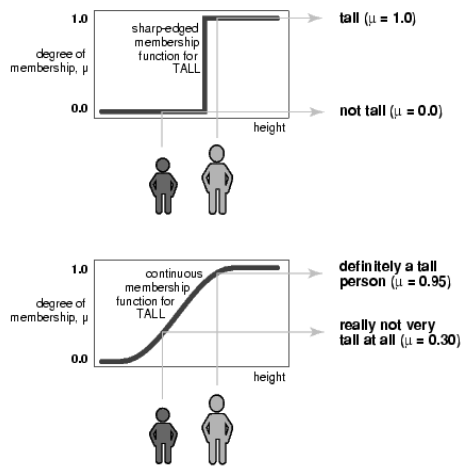 1.0
sharp-edged
membership
function for
TALL
degree of
membership, μ
0.0
height
tall (μ = 1.0)
not tall (μ = 0.0)
1.0
continuous
membership
function for
TALL
degree of
membership, μ
0.0
height
definitely a tall
person (μ = 0.95)
really not very
tall at all (μ = 0.30)